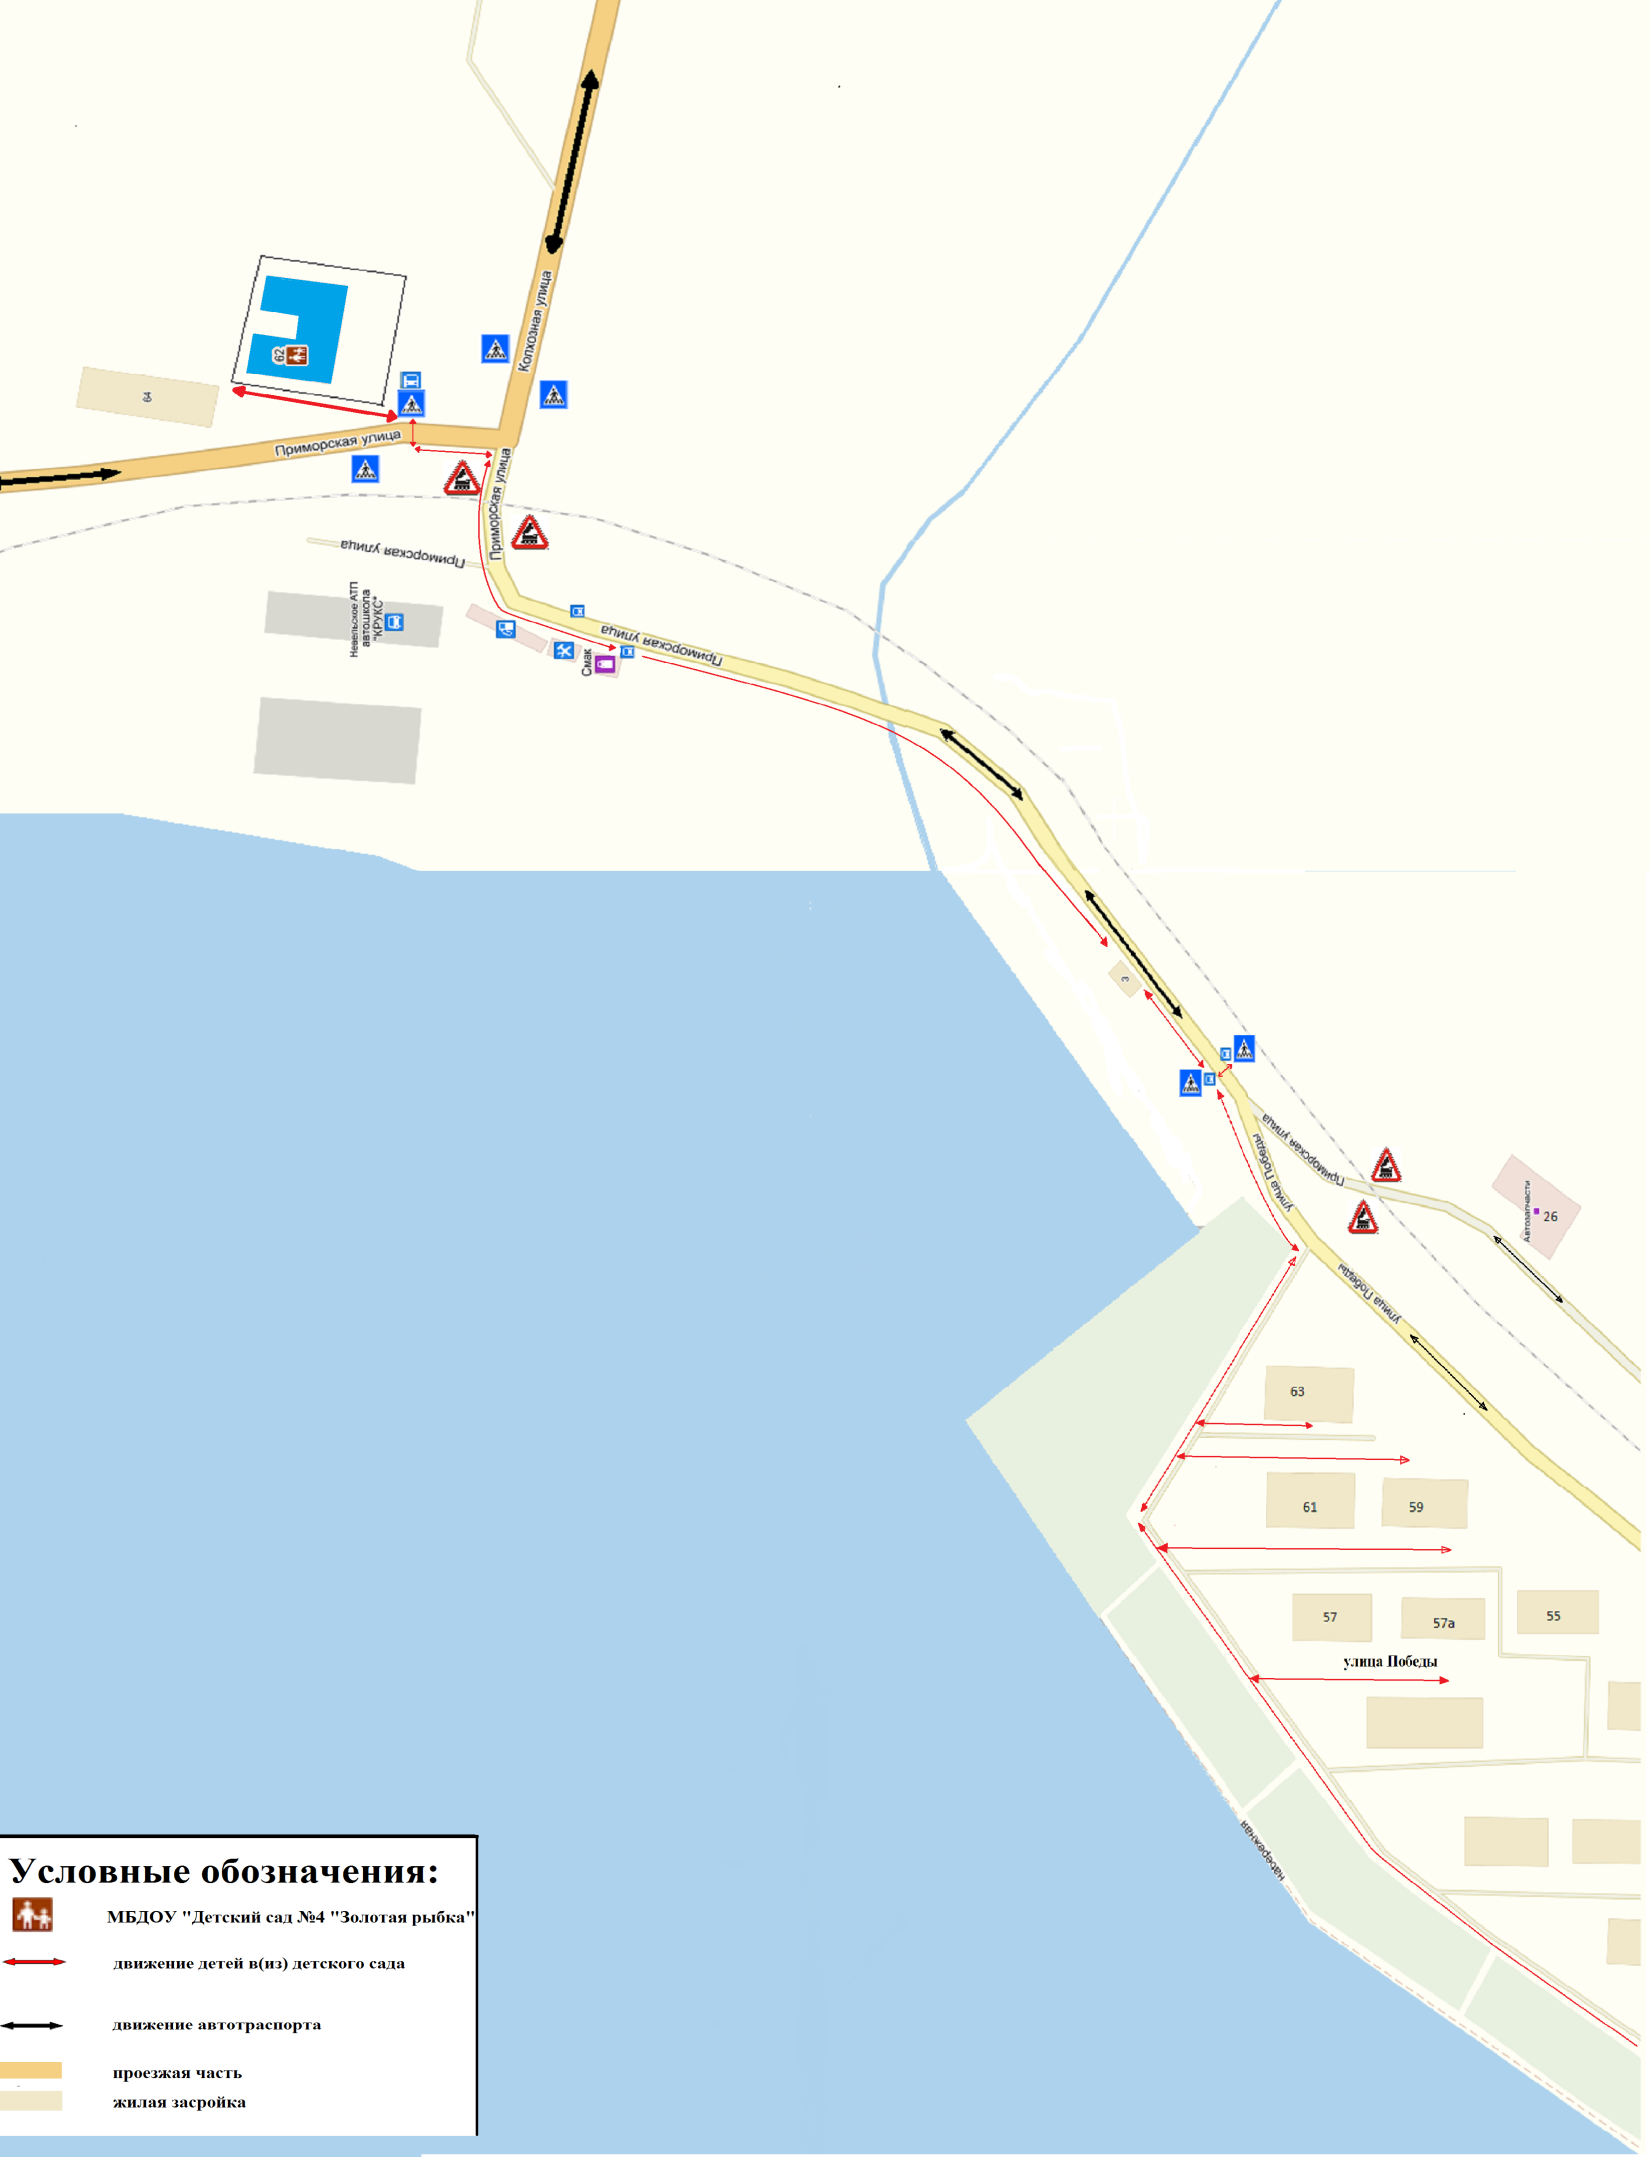 Колхозная улица
62
64
Приморская улица
Приморская улица
Приморская улица
Невельское АТП
автошкола
"КРУКС"
Приморская улица
Смак
3
Приморская улица
улица Победы
Автозапчасти
26
улица Победы
63
61
59
57
57а
55
улица Победы
набережная
Условные обозначения:
МБДОУ "Детский сад №4 "Золотая рыбка"
движение детей в(из) детского сада
движение автотраспорта
проезжая часть
жилая засройка